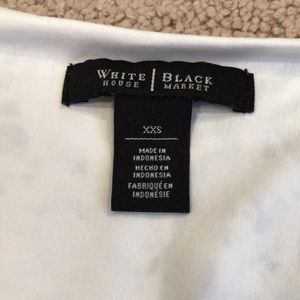 WHITE | BLACK
HOUSE | MARKET
XXS
MADE IN
INDONESIA
HECHO EN
INDONESIA
FABRIQUÉ EN
INDONÉSIE